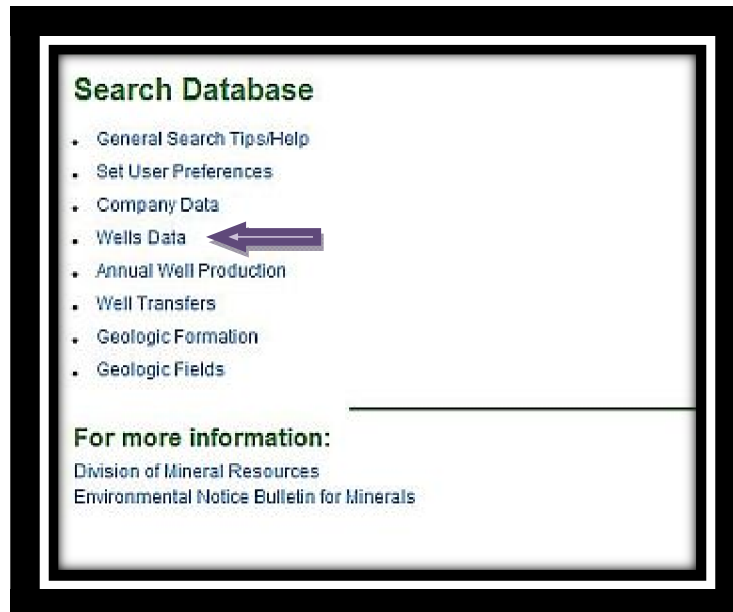 Search Database
General Search Tips/Help
Set User Preferences
Company Data
Wells Data
Annual Well Production
Well Transfers
Geologic Formation
Geologic Fields
For more information:
Division of Mineral Resources
Environmental Notice Bulletin for Minerals